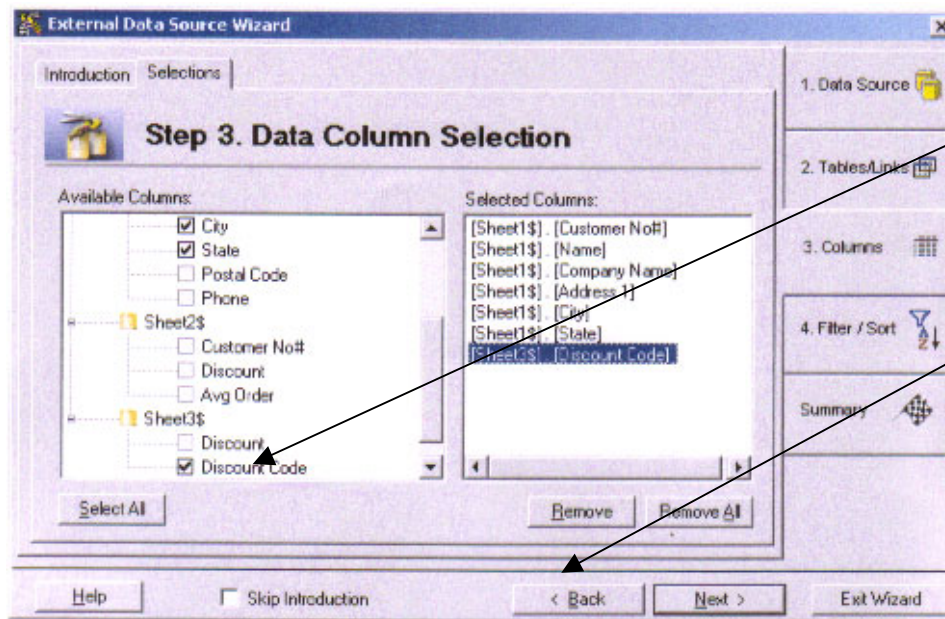 External Data Source Wizard
Introduction
Selections
Step 3. Data Column Selection
Available Columns:
City
State
Postal Code
Phone
Sheet2$
Customer No#
Discount
Avg Order
Sheet3$
Discount
Discount Code
Select All
Selected Columns:
[Sheet1$] . [Customer No#]
[Sheet1$] . [Name]
[Sheet1$] . [Company Name]
[Sheet1$] . [Address 1]
[Sheet1$] . [City]
[Sheet1$] . [State]
[Sheet3$] . [Discount Code]
Remove
Remove All
1. Data Source
2. Tables/Links
3. Columns
4. Filter / Sort
Summary
Help
Skip Introduction
< Back
Next >
Exit Wizard